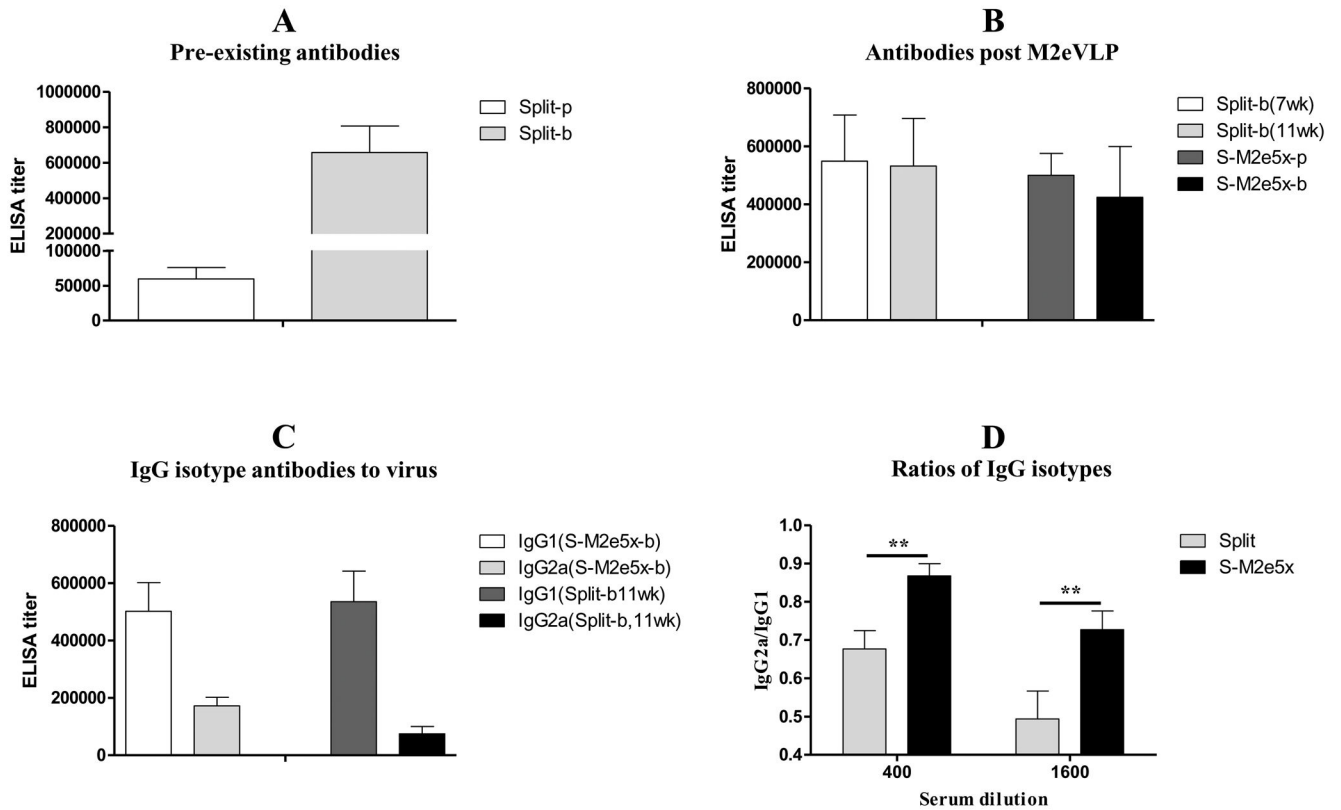 A
Pre-existing antibodies
1000000
800000
600000
400000
200000
100000
50000
0
ELISA titer
Split-p
Split-b
B
Antibodies post M2eVLP
800000
600000
400000
200000
0
ELISA titer
Split-b(7wk)
Split-b(11wk)
S-M2e5x-p
S-M2e5x-b
C
IgG isotype antibodies to virus
800000
600000
400000
200000
0
ELISA titer
IgG1(S-M2e5x-b)
IgG2a(S-M2e5x-b)
IgG1(Split-b11wk)
IgG2a(Split-b,11wk)
D
Ratios of IgG isotypes
1.0
0.9
0.8
0.7
0.6
0.5
0.4
IgG2a/IgG1
**
**
Split
S-M2e5x
400
1600
Serum dilution